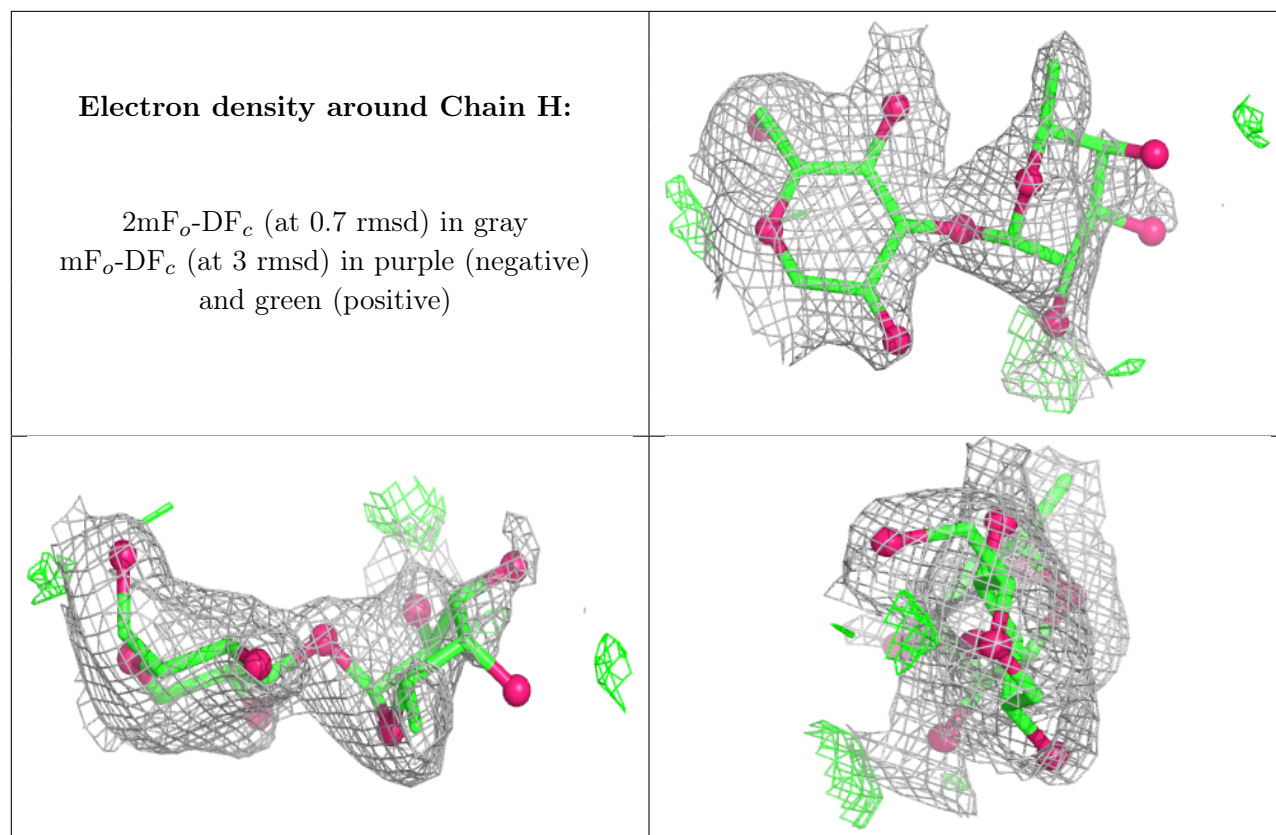 Electron density around Chain H:
2mFₒ-DF𝒸 (at 0.7 rmsd) in gray
mFₒ-DF𝒸 (at 3 rmsd) in purple (negative)
and green (positive)